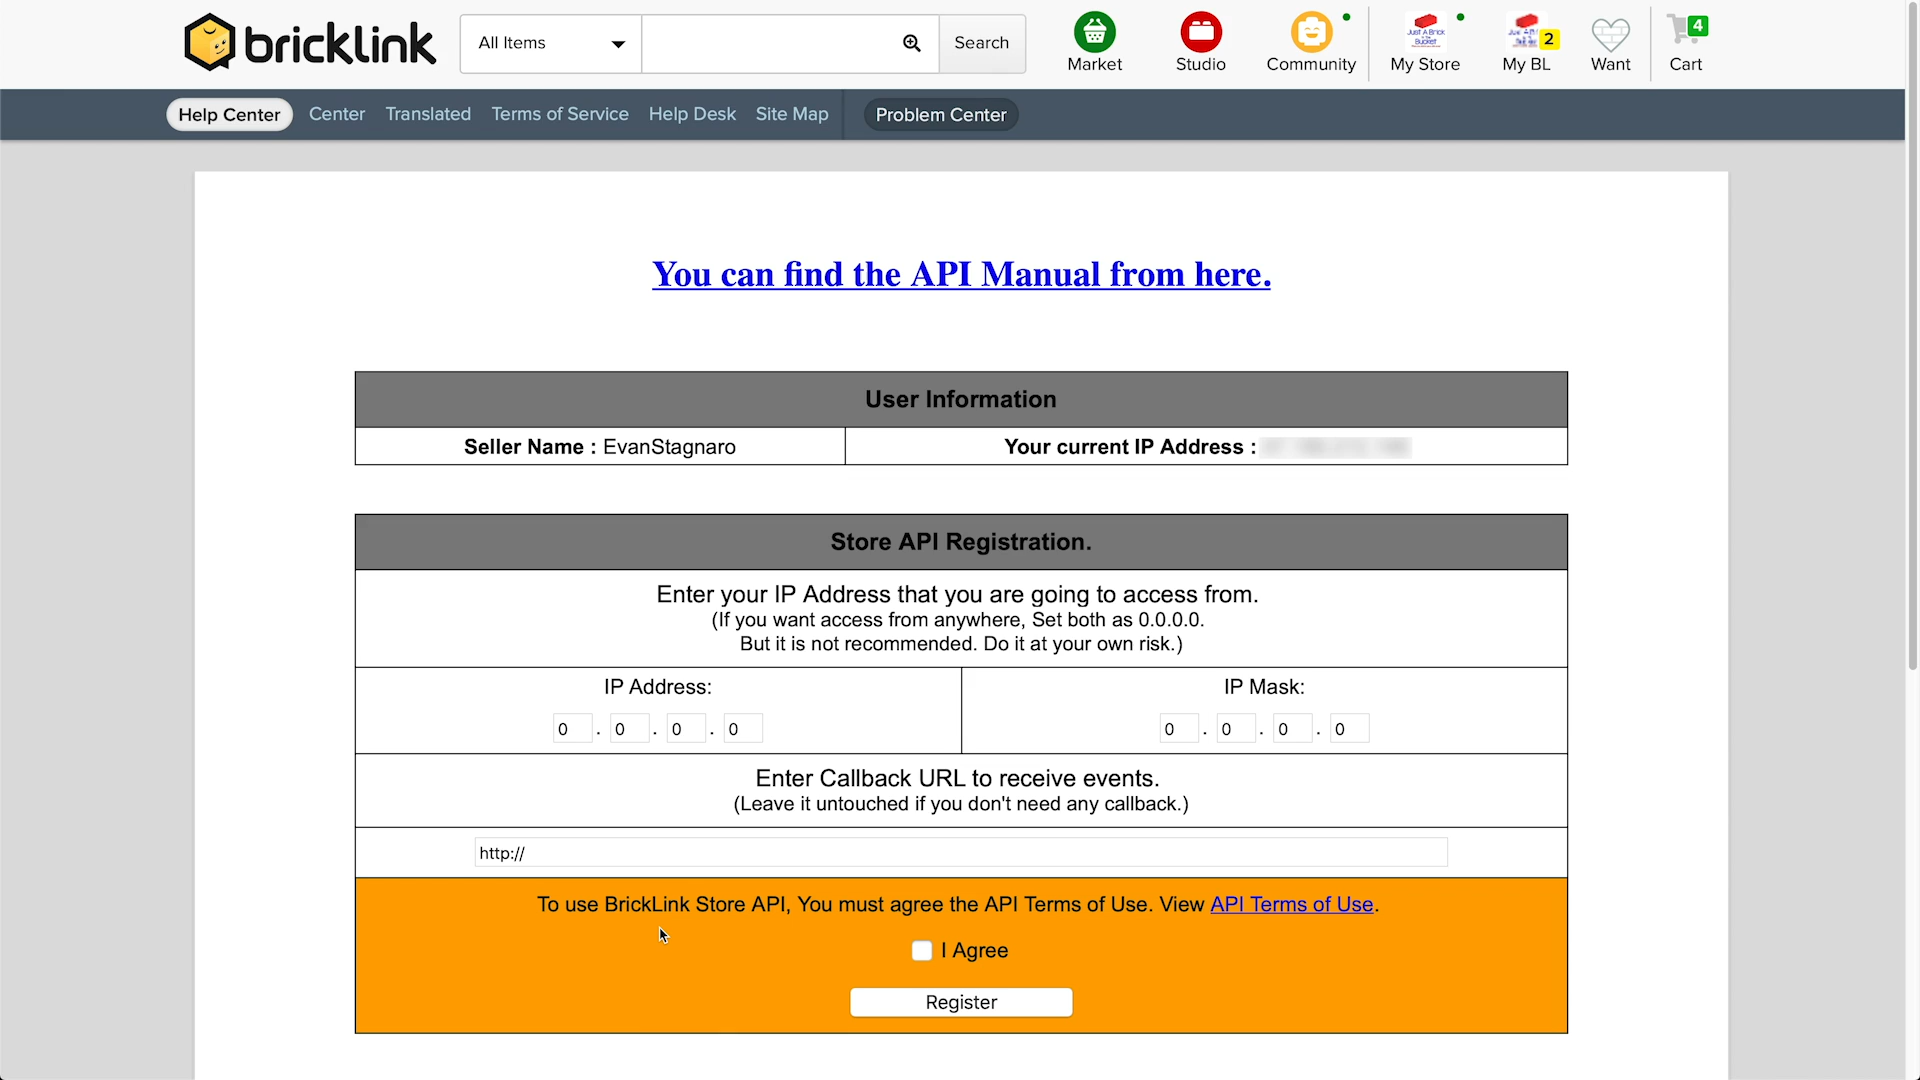 bricklink
All Items
Search
Market
Studio
Community
My Store
2
My BL
Want
4
Cart
Help Center
Center
Translated
Terms of Service
Help Desk
Site Map
Problem Center
You can find the API Manual from here.
User Information
Seller Name : EvanStagnaro
Your current IP Address :
Store API Registration.
Enter your IP Address that you are going to access from.
(If you want access from anywhere, Set both as 0.0.0.0.
But it is not recommended. Do it at your own risk.)
IP Address:
IP Mask:
0 . 0 . 0 . 0
0 . 0 . 0 . 0
Enter Callback URL to receive events.
(Leave it untouched if you don't need any callback.)
http://
To use BrickLink Store API, You must agree the API Terms of Use. View API Terms of Use.
I Agree
Register